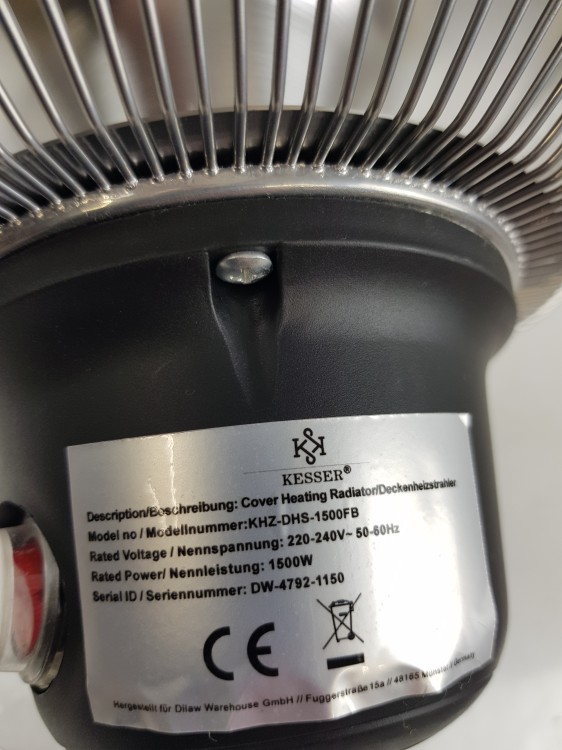 KESSER®
Description/Beschreibung: Cover Heating Radiator/Deckenheizstrahler
Model no / Modellnummer:KHZ-DHS-1500FB
Rated Voltage / Nennspannung: 220-240V~ 50-60Hz
Rated Power/ Nennleistung: 1500W
Serial ID / Seriennummer: DW-4792-1150
CE
Hergestellt für Dilaw Warehouse GmbH // Fuggerstraße 15a // 48165 Münster // Germany